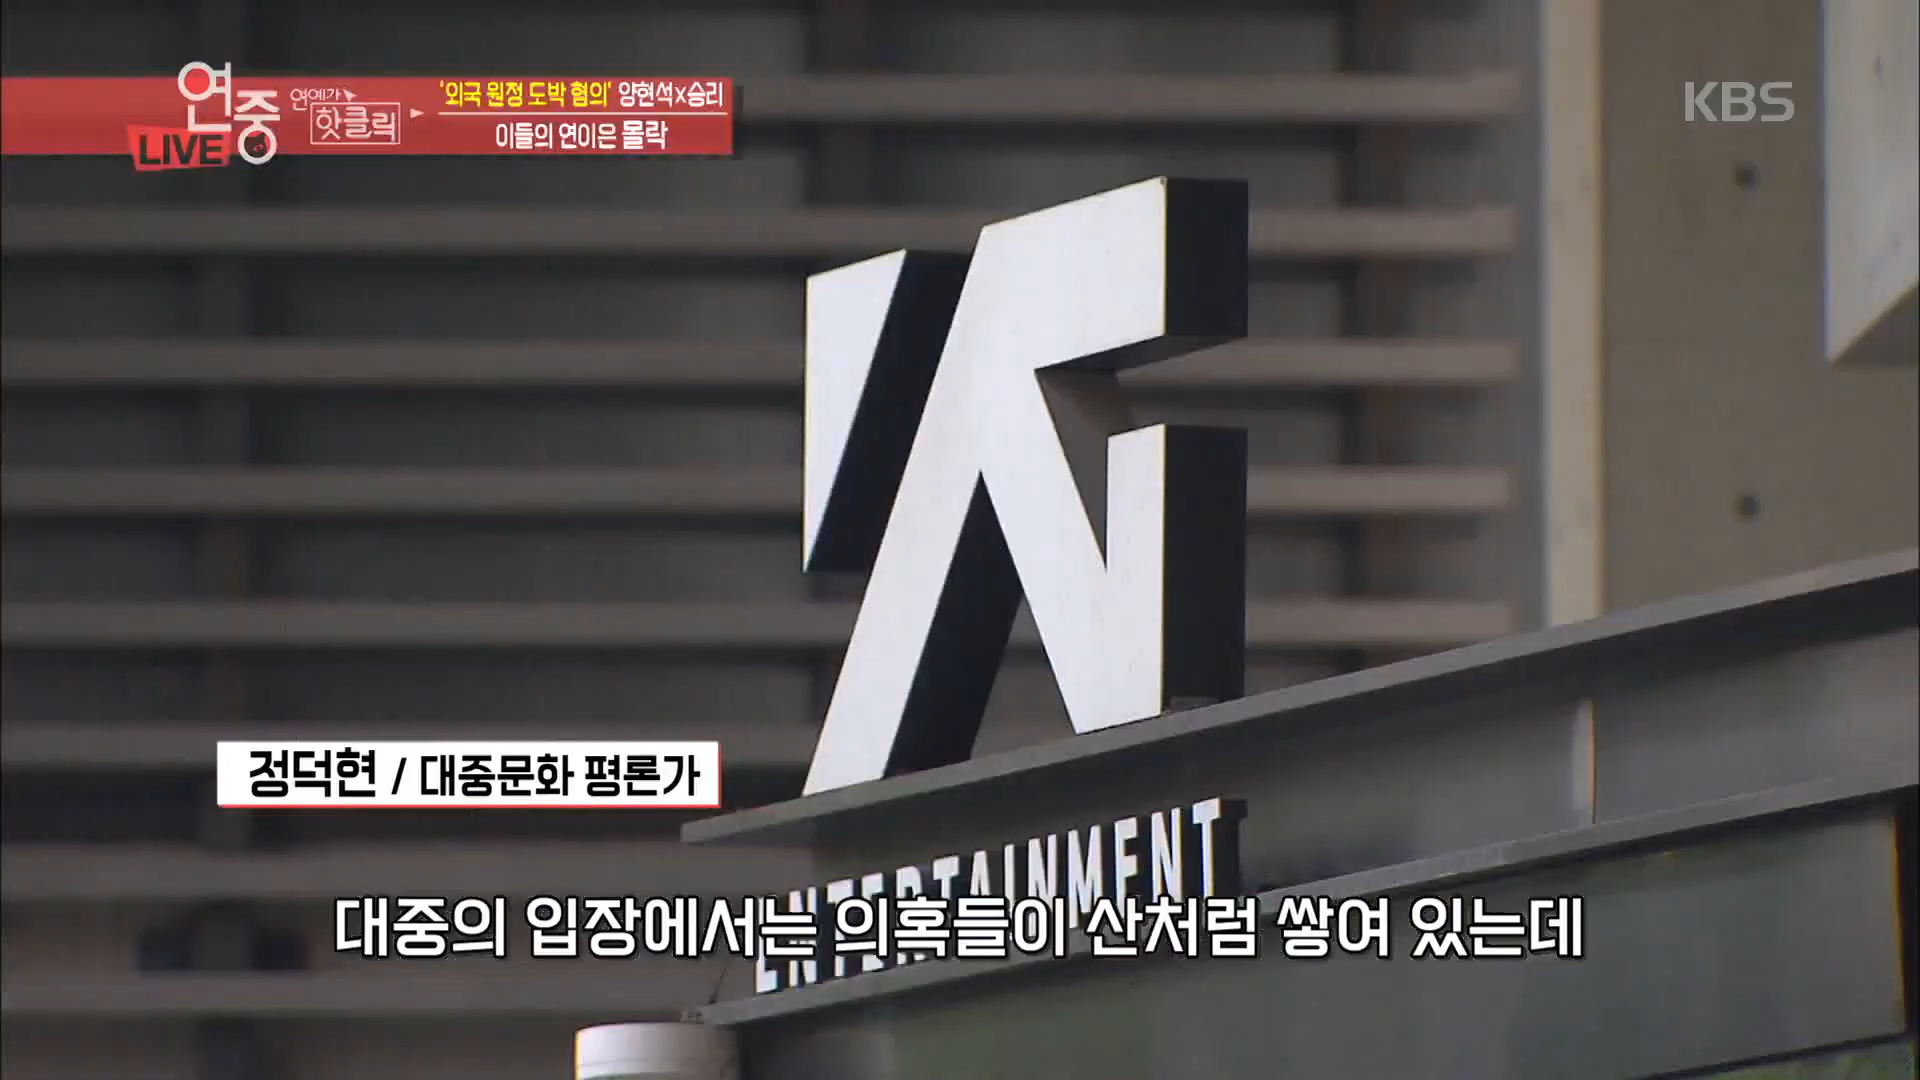 연중
LIVE
연예가
핫클릭
'외국 원정 도박 혐의' 양현석x승리
이들의 연이은 몰락
KBS
YG
정덕현 / 대중문화 평론가
ENTERTAINMENT
대중의 입장에서는 의혹들이 산처럼 쌓여 있는데